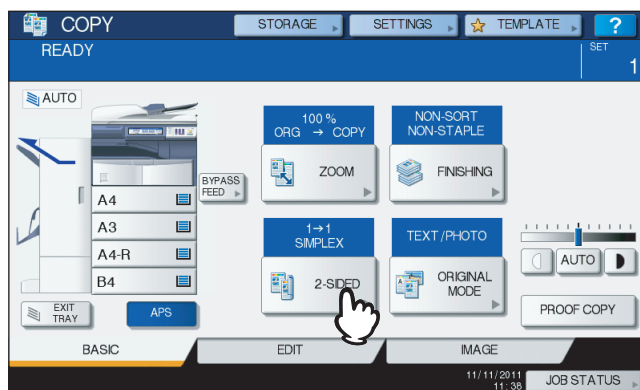 COPY
STORAGE
SETTINGS
TEMPLATE
?
READY
SET
1
AUTO
100 %
ORG → COPY
NON-SORT
NON-STAPLE
ZOOM
FINISHING
BYPASS
FEED
A4
A3
A4-R
B4
1→1
SIMPLEX
TEXT/PHOTO
2-SIDED
ORIGINAL
MODE
AUTO
EXIT
TRAY
APS
PROOF COPY
BASIC
EDIT
IMAGE
11/11/2011
11:38
JOB STATUS